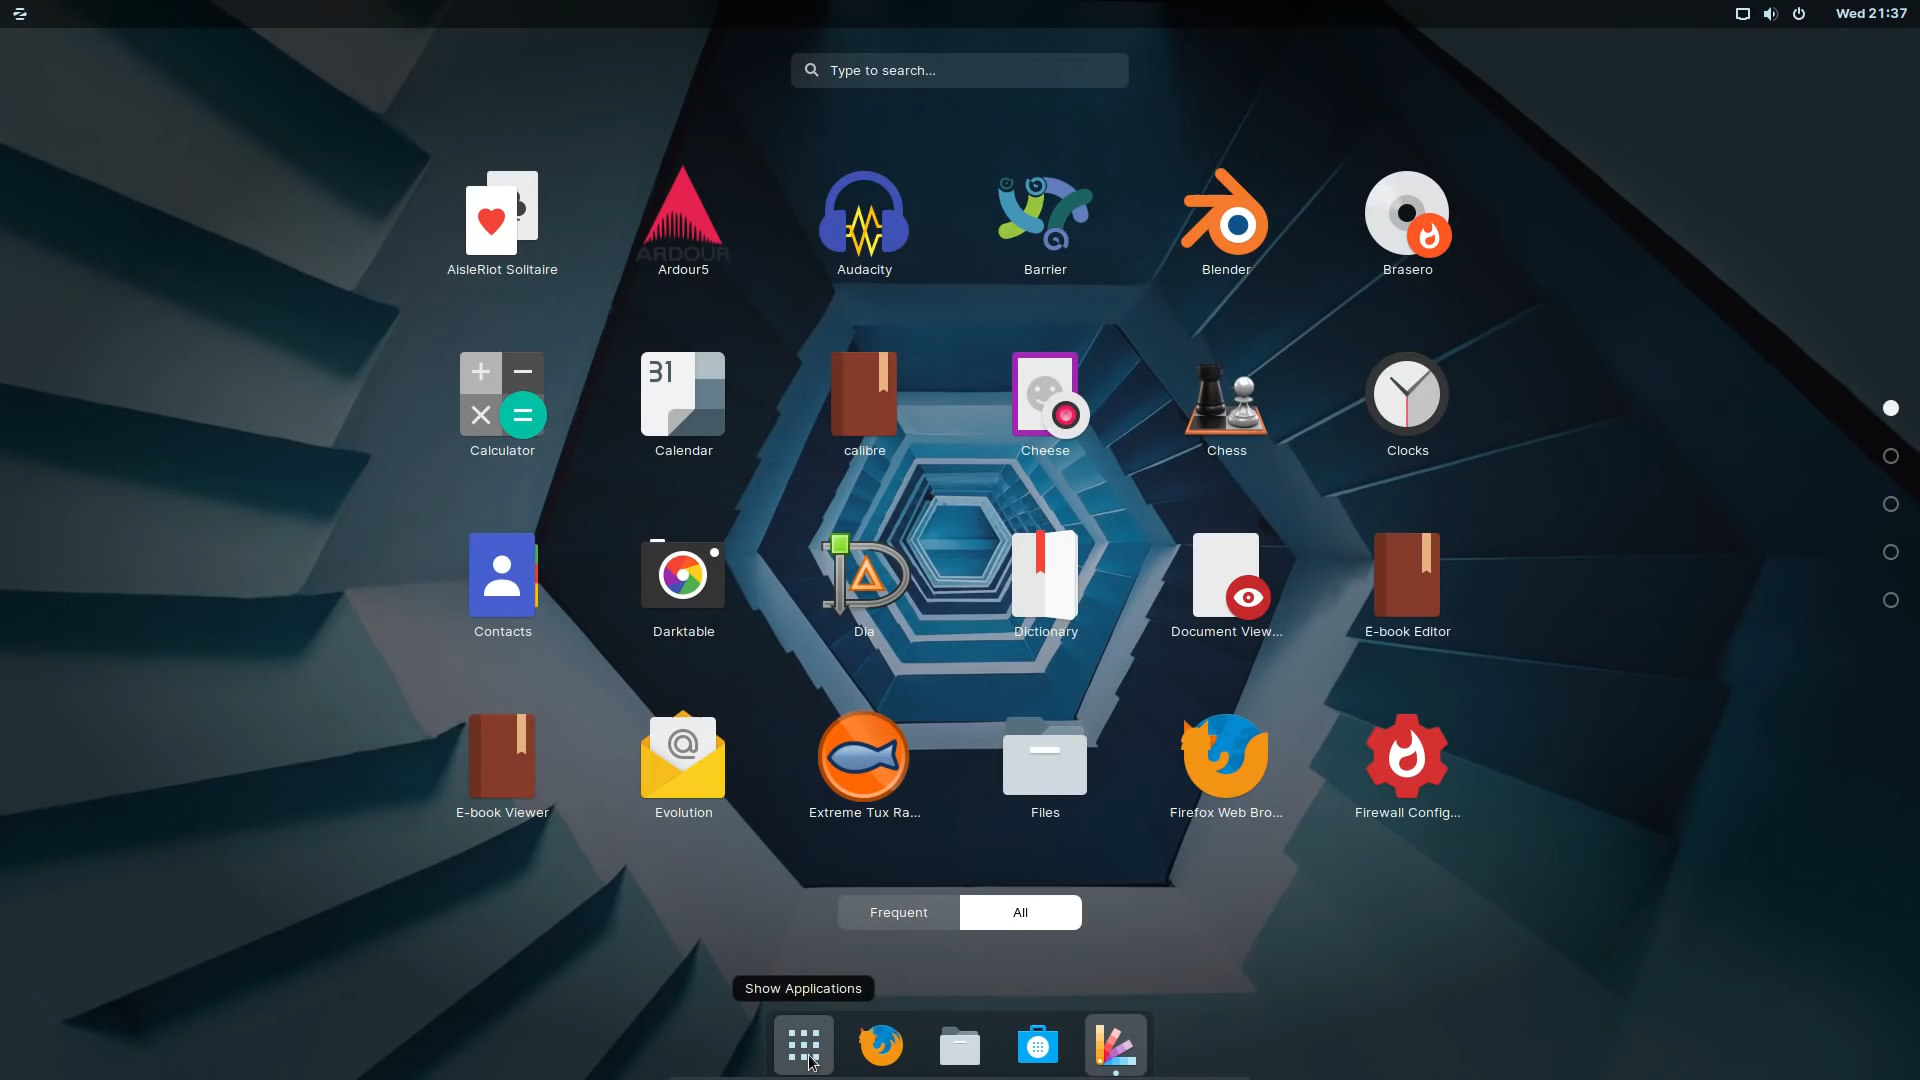 Wed 21:37
Type to search...
AisleRiot Solitaire
ARDOUR
Ardour5
Audacity
Barrier
Blender
Brasero
31
Calculator
Calendar
calibre
Cheese
Chess
Clocks
Contacts
Darktable
Dia
Dictionary
Document View...
E-book Editor
@
E-book Viewer
Evolution
Extreme Tux Ra...
Files
Firefox Web Bro...
Firewall Config...
Frequent
All
Show Applications